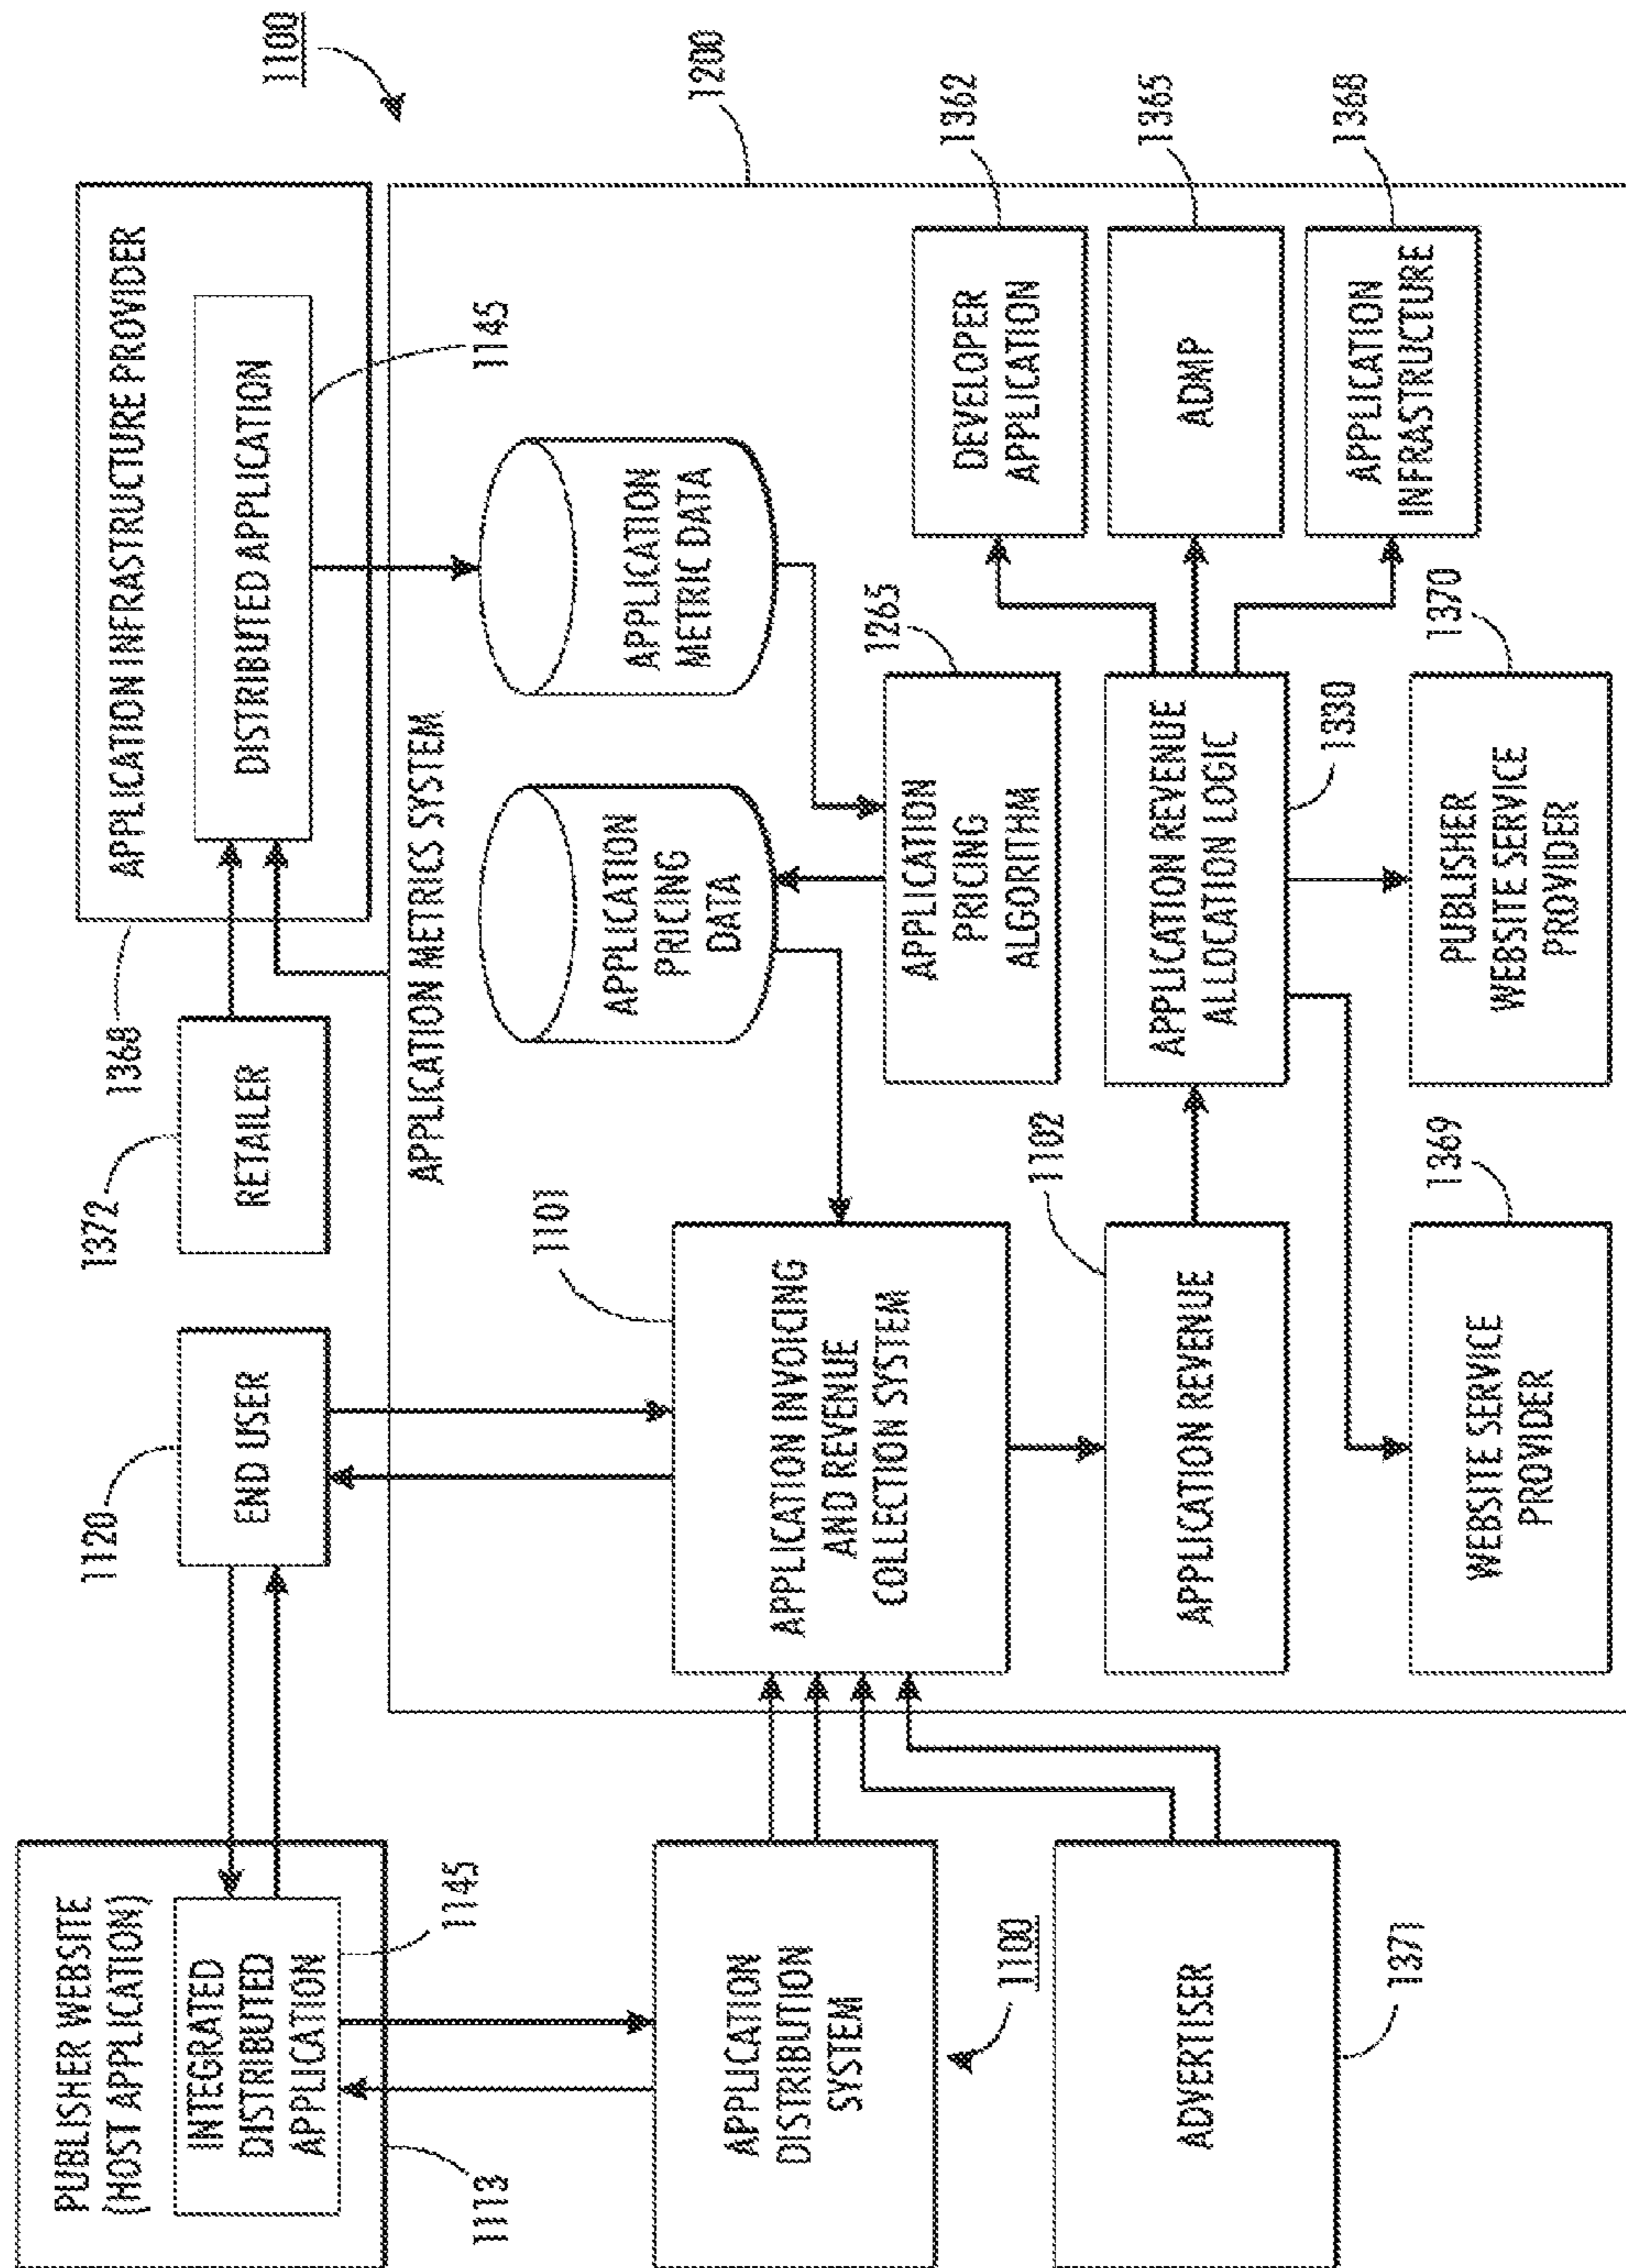 1100
PUBLISHER WEBSITE
(HOST APPLICATION)
INTEGRATED
DISTRIBUTED
APPLICATION
1145
1113
END USER
1120
RETAILER
1372
1368
APPLICATION INFRASTRUCTURE PROVIDER
DISTRIBUTED APPLICATION
1145
APPLICATION METRICS SYSTEM
1200
APPLICATION
DISTRIBUTION
SYSTEM
1100
ADVERTISER
1371
APPLICATION INVOICING
AND REVENUE
COLLECTION SYSTEM
1101
APPLICATION
PRICING
DATA
APPLICATION
METRIC DATA
APPLICATION
PRICING
ALGORITHM
1265
APPLICATION REVENUE
1102
APPLICATION REVENUE
ALLOCATION LOGIC
1330
DEVELOPER
APPLICATION
1362
ADMP
1365
APPLICATION
INFRASTRUCTURE
1368
WEBSITE SERVICE
PROVIDER
1369
PUBLISHER
WEBSITE SERVICE
PROVIDER
1370